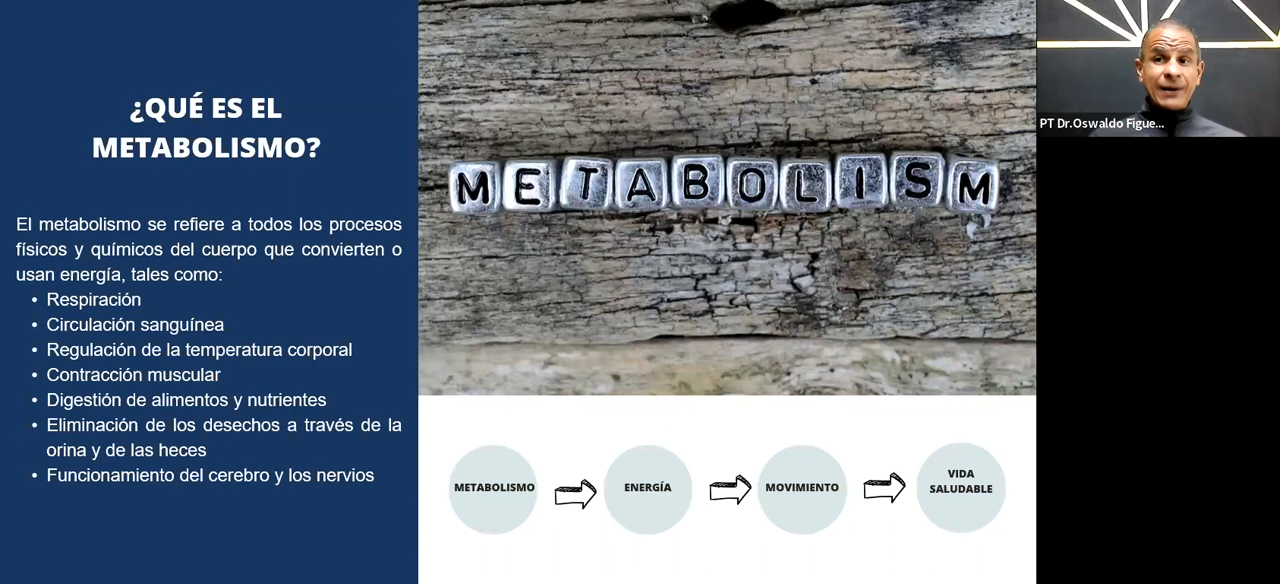 ¿QUÉ ES EL
METABOLISMO?
El metabolismo se refiere a todos los procesos
físicos y químicos del cuerpo que convierten o
usan energía, tales como:
• Respiración
• Circulación sanguínea
• Regulación de la temperatura corporal
• Contracción muscular
• Digestión de alimentos y nutrientes
• Eliminación de los desechos a través de la
orina y de las heces
• Funcionamiento del cerebro y los nervios
METABOLISM
METABOLISMO
ENERGÍA
MOVIMIENTO
VIDA
SALUDABLE
PT Dr.Oswaldo Figue...